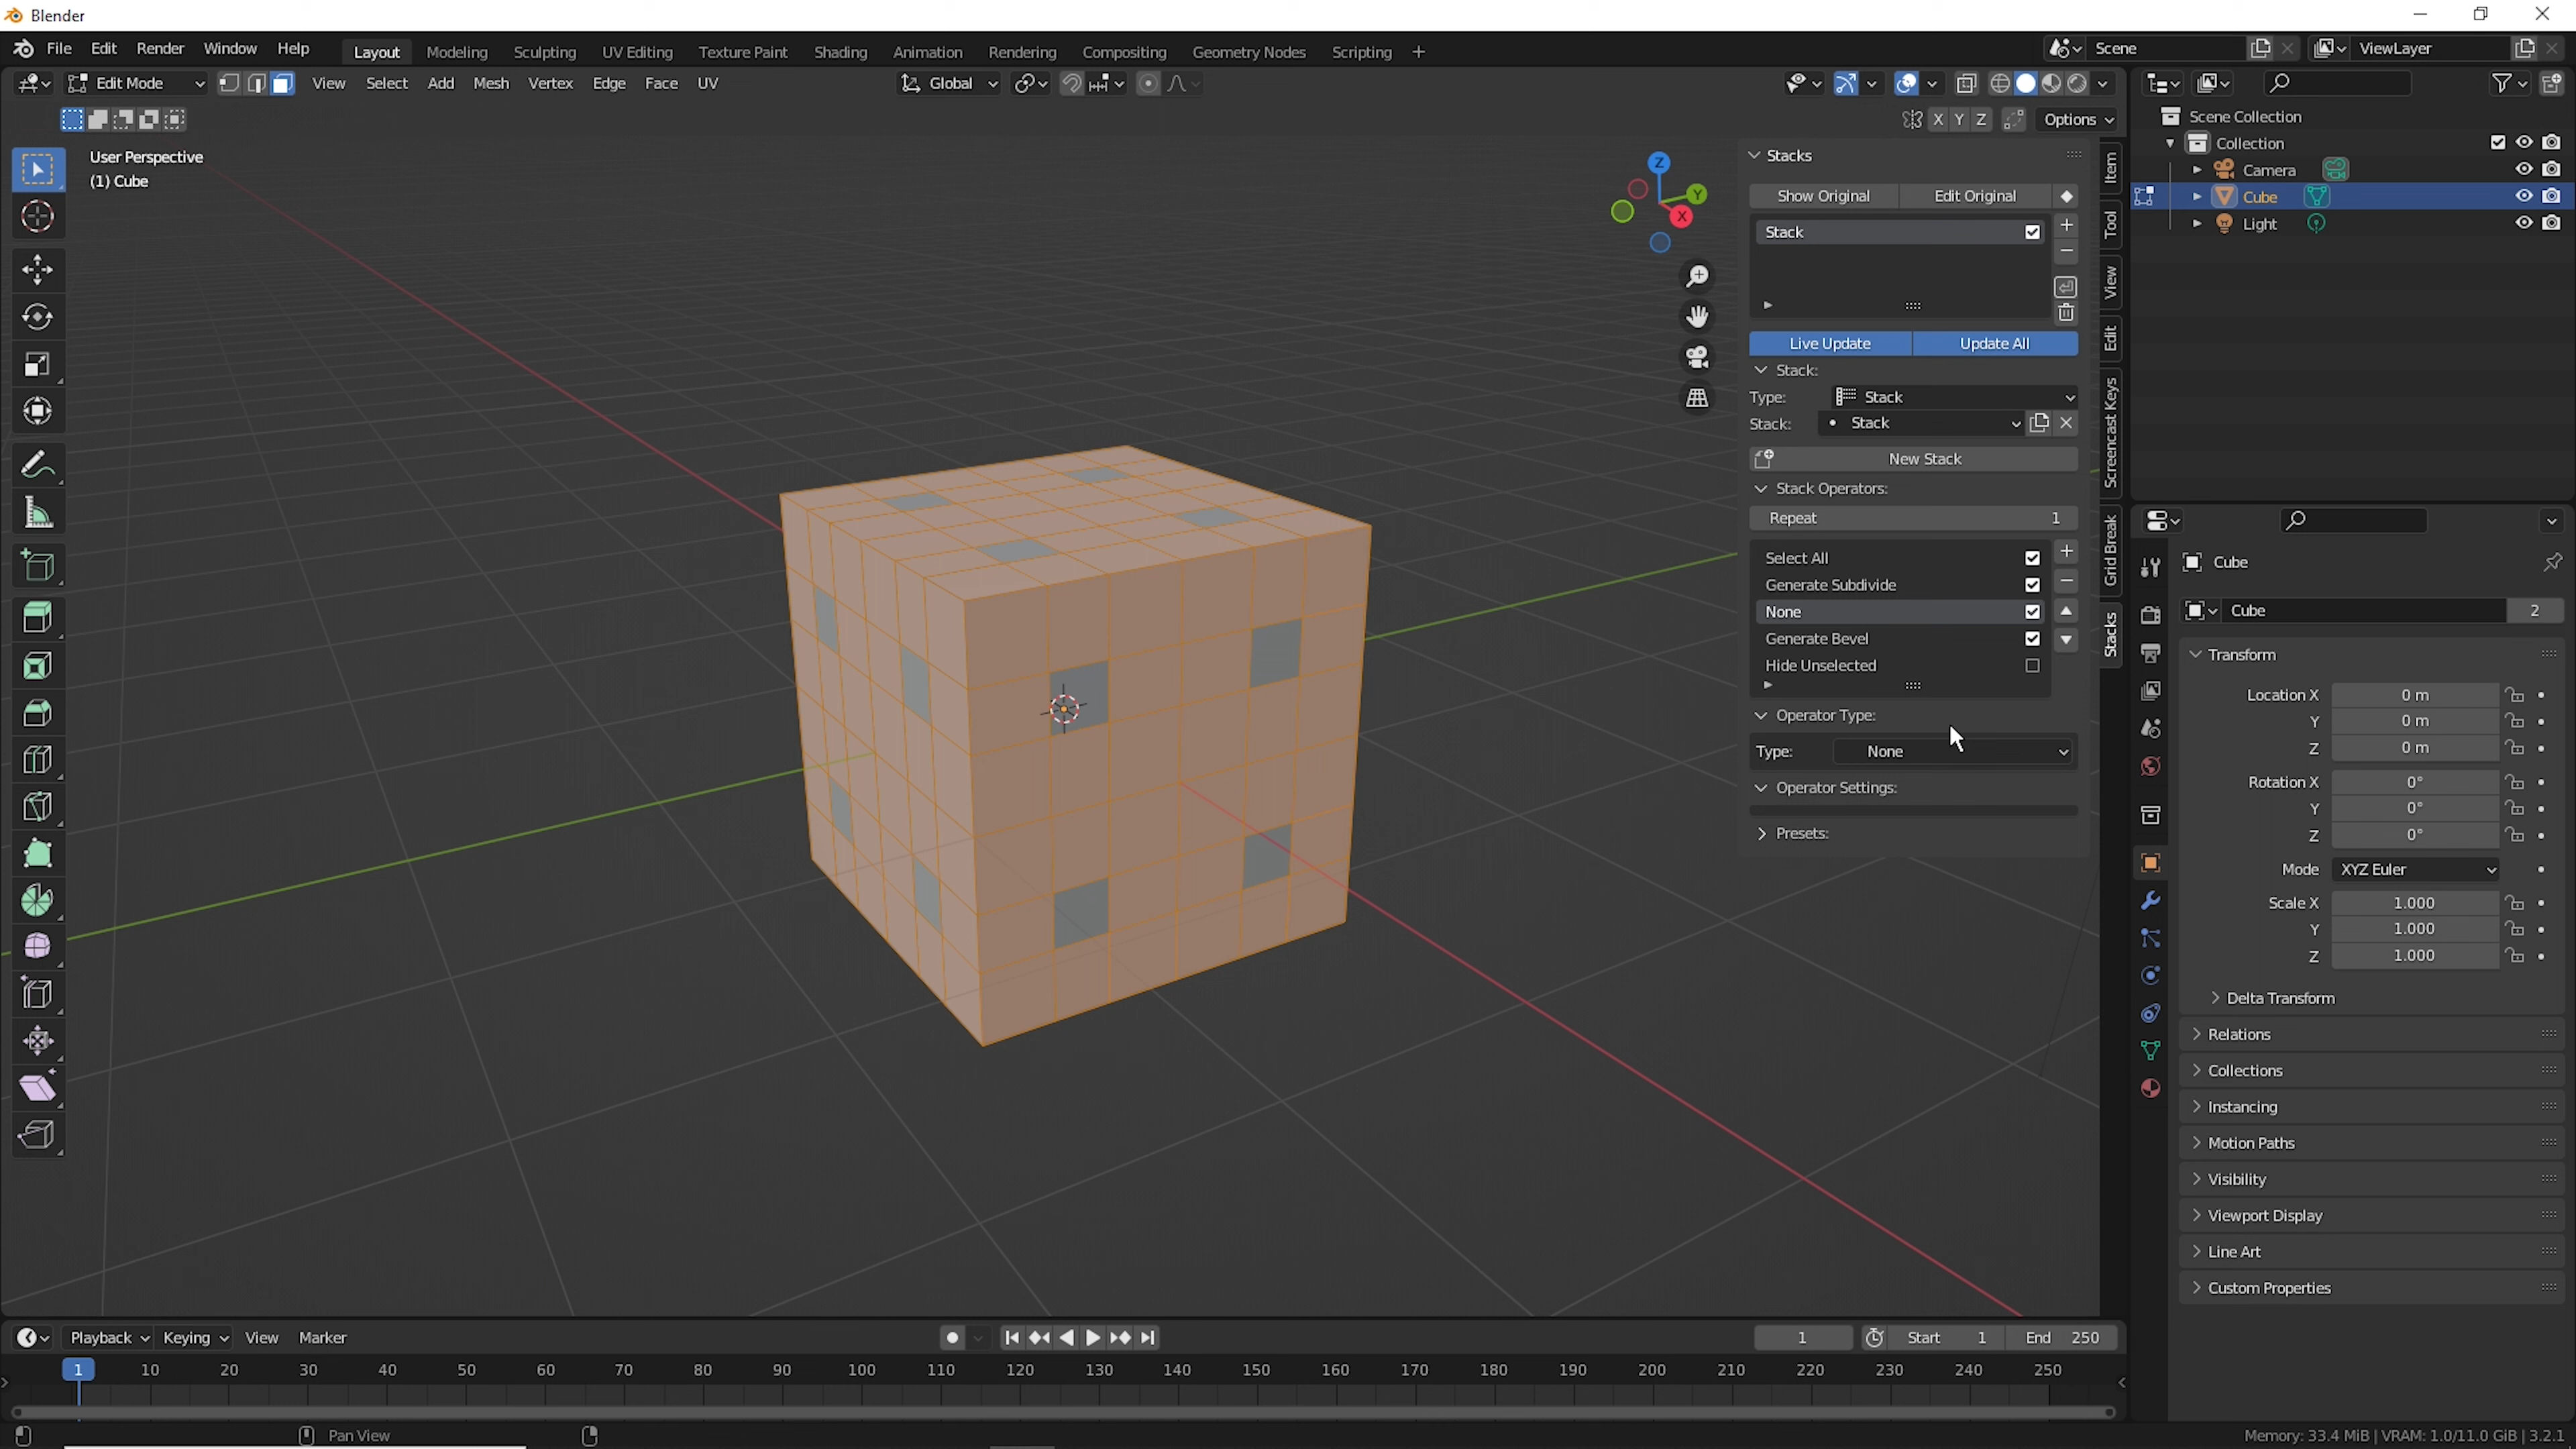 Blender
File Edit Render Window Help Layout Modeling Sculpting UV Editing Texture Paint Shading Animation Rendering Compositing Geometry Nodes Scripting + Scene ViewLayer
Edit Mode View Select Add Mesh Vertex Edge Face UV Global
X Y Z Options
User Perspective
(1) Cube
Z
Y
X
Stacks
Show Original Edit Original
Stack
Live Update Update All
Stack:
Type: Stack
Stack: Stack
New Stack
Stack Operators:
Repeat 1
Select All
Generate Subdivide
None
Generate Bevel
Hide Unselected
Operator Type:
Type: None
Operator Settings:
Presets:
Item
Tool
View
Edit
Screencast Keys
Grid Break
Stacks
Scene Collection
Collection
Camera
Cube
Light
Cube
Cube 2
Transform
Location X 0 m
Y 0 m
Z 0 m
Rotation X 0°
Y 0°
Z 0°
Mode XYZ Euler
Scale X 1.000
Y 1.000
Z 1.000
Delta Transform
Relations
Collections
Instancing
Motion Paths
Visibility
Viewport Display
Line Art
Custom Properties
Playback Keying View Marker 1 Start 1 End 250
1 10 20 30 40 50 60 70 80 90 100 110 120 130 140 150 160 170 180 190 200 210 220 230 240 250
Pan View
Memory: 33.4 MiB | VRAM: 1.0/11.0 GiB | 3.2.1